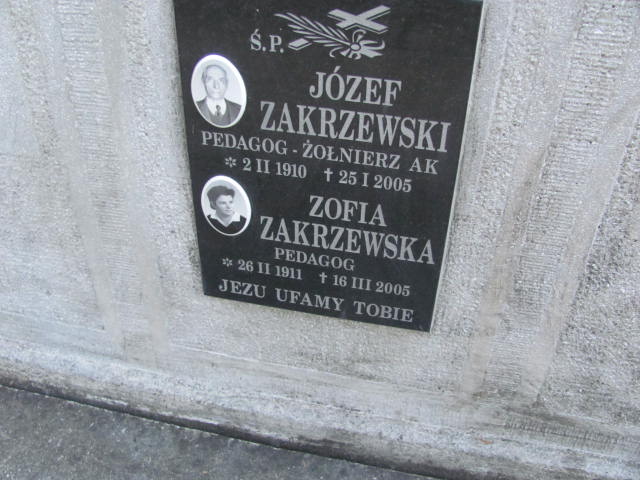 Ś.P.
JÓZEF
ZAKRZEWSKI
PEDAGOG - ŻOŁNIERZ AK
* 2 II 1910 † 25 I 2005
ZOFIA
ZAKRZEWSKA
PEDAGOG
* 26 II 1911 † 16 III 2005
JEZU UFAMY TOBIE